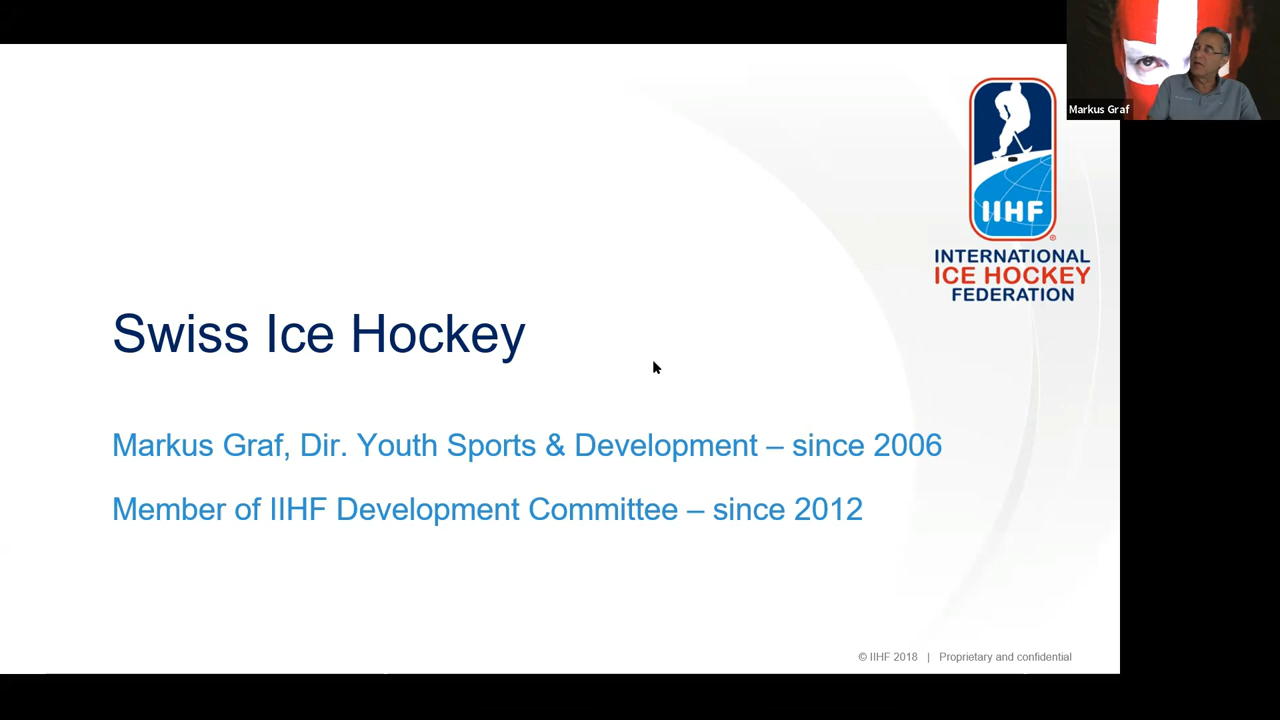 Markus Graf
IIHF
INTERNATIONAL
ICE HOCKEY
FEDERATION
Swiss Ice Hockey
Markus Graf, Dir. Youth Sports & Development – since 2006
Member of IIHF Development Committee – since 2012
© IIHF 2018 | Proprietary and confidential